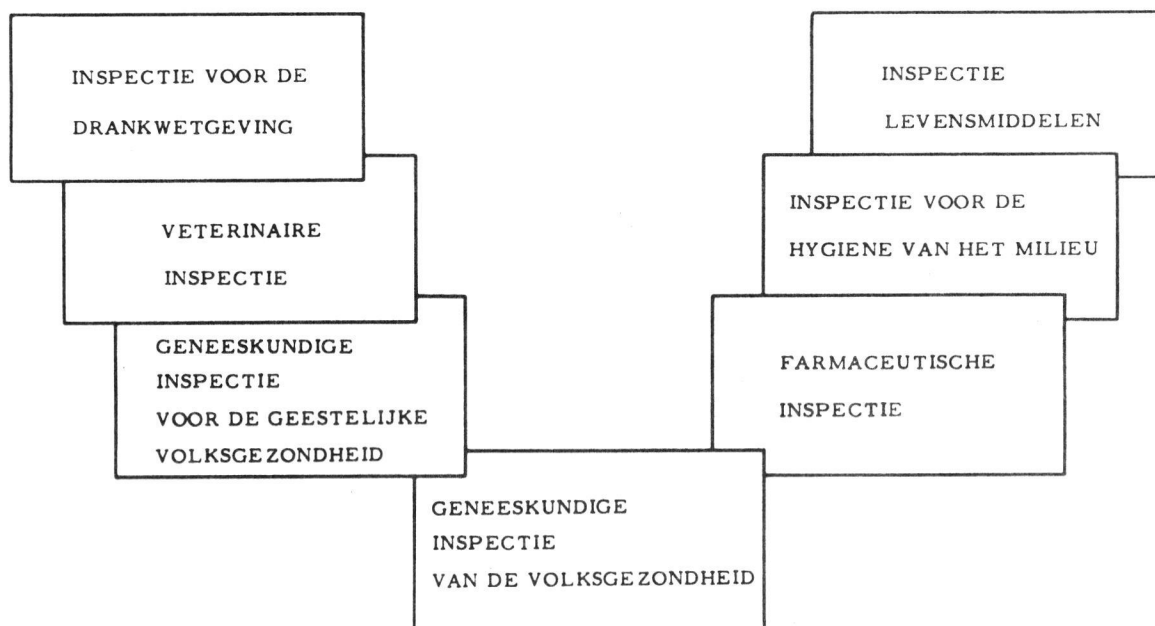 INSPECTIE VOOR DE
DRANKWETGEVING
VETERINAIRE
INSPECTIE
GENEESKUNDIGE
INSPECTIE
VOOR DE GEESTELIJKE
VOLKSGEZONDHEID
GENEESKUNDIGE
INSPECTIE
VAN DE VOLKSGEZONDHEID
INSPECTIE
LEVENSMIDDELEN
INSPECTIE VOOR DE
HYGIENE VAN HET MILIEU
FARMACEUTISCHE
INSPECTIE